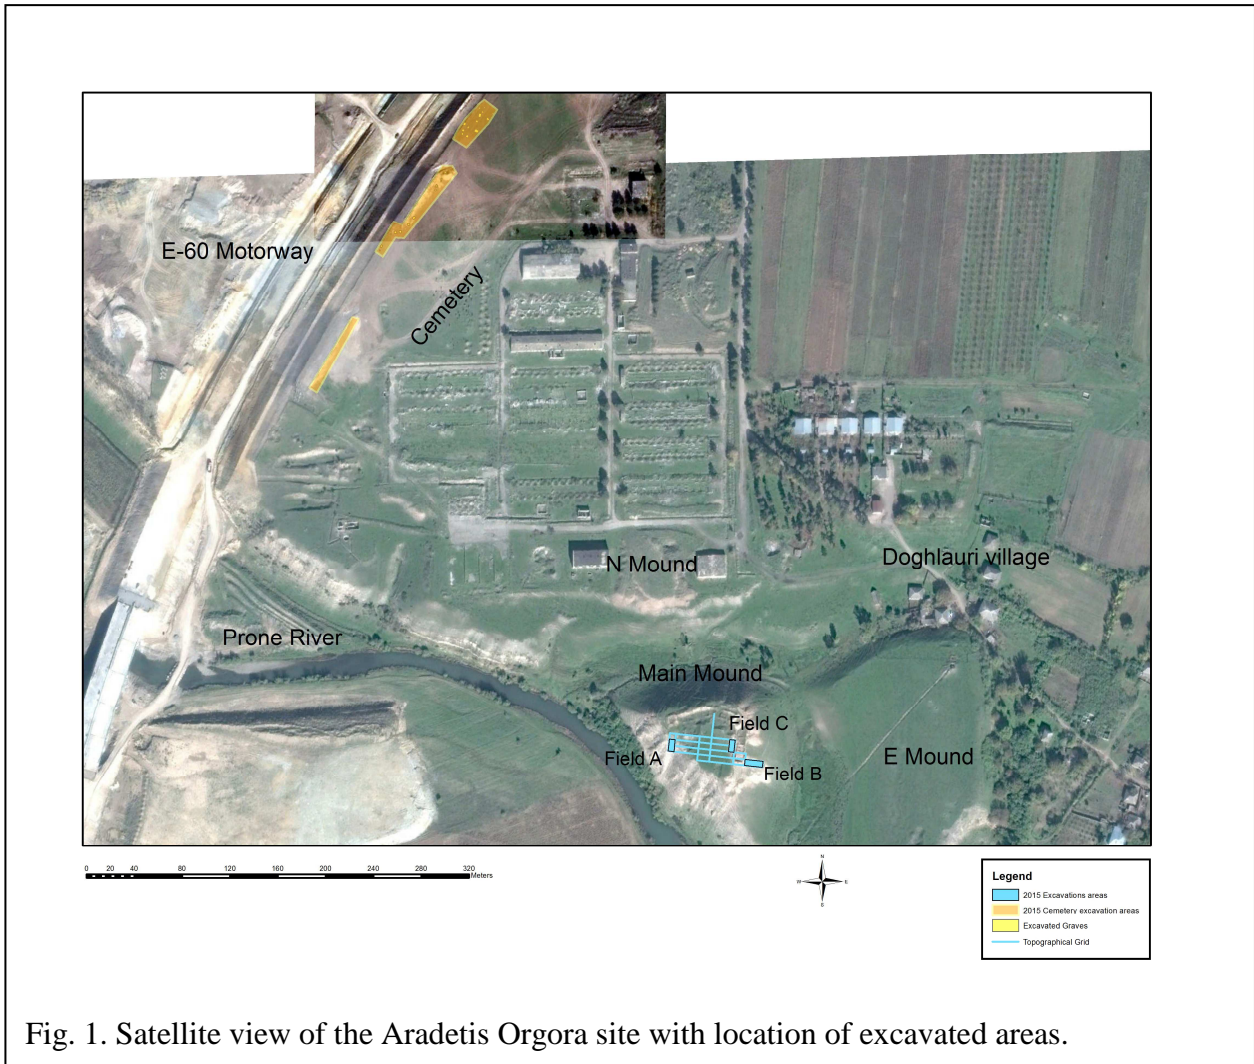 E-60 Motorway
Cemetery
N Mound
Doghlauri village
Prone River
Main Mound
Field C
Field A
E Mound
Field B
0 20 40 80 120 160 200 240 280 320
Meters
N
W E
S
Legend
2015 Excavations areas
2015 Cemetery excavation areas
Excavated Graves
Topographical Grid
Fig. 1. Satellite view of the Aradetis Orgora site with location of excavated areas.